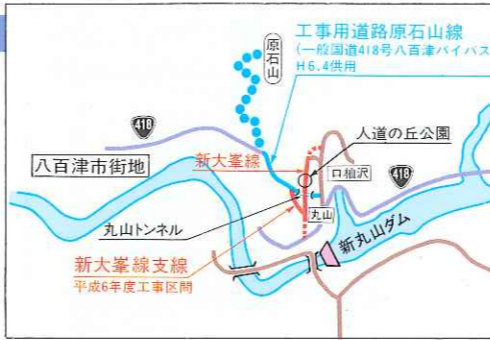 工事用道路原石山線
(一般国道418号八百津バイパス
H6.4供用
原石山
418
人道の丘公園
八百津市街地
新大峯線
口杣沢
418
丸山トンネル
丸山
新丸山ダム
新大峯線支線
平成6年度工事区間